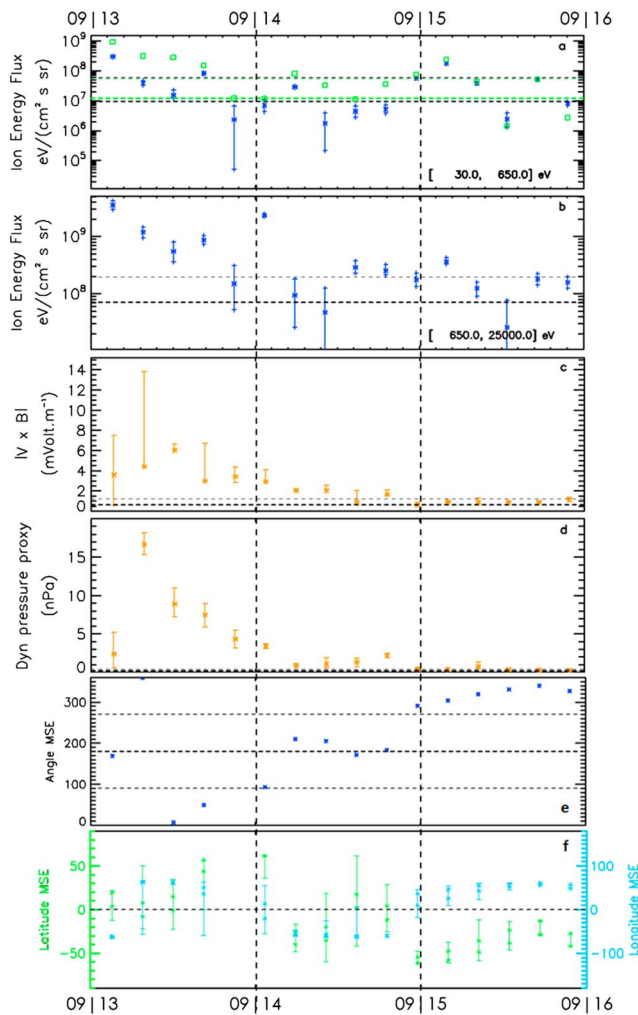 09|13 09|14 09|15 09|16
a
10⁹
10⁸
10⁷
10⁶
10⁵
Ion Energy Flux
eV/(cm² s sr)
[ 30.0, 650.0] eV
b
10⁹
10⁸
Ion Energy Flux
eV/(cm² s sr)
[ 650.0, 25000.0] eV
c
14
12
10
8
6
4
2
0
|v x B|
(mVolt.m⁻¹)
d
15
10
5
0
Dyn pressure proxy
(nPa)
300
200
100
0
Angle MSE
e
f
50
0
-50
Latitude MSE
100
0
-100
Longitude MSE
09|13 09|14 09|15 09|16